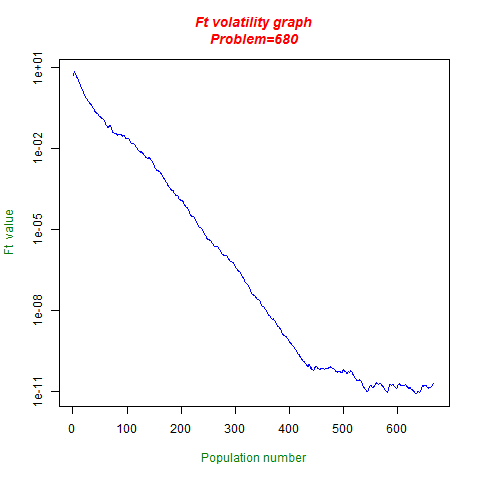 Ft volatility graph
Problem=680
1e+01
1e-02
1e-05
1e-08
1e-11
Ft value
0 100 200 300 400 500 600
Population number